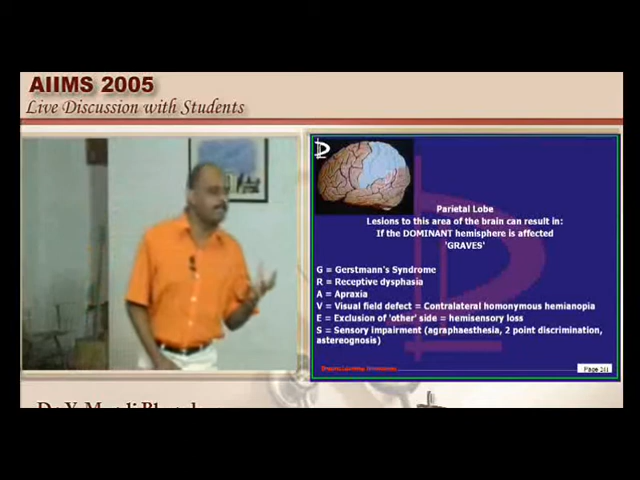 AIIMS 2005
Live Discussion with Students
Parietal Lobe
Lesions to this area of the brain can result in:
If the DOMINANT hemisphere is affected
'GRAVES'
G = Gerstmann's Syndrome
R = Receptive dysphasia
A = Apraxia
V = Visual field defect = Contralateral homonymous hemianopia
E = Exclusion of 'other' side = hemisensory loss
S = Sensory impairment (agraphaesthesia, 2 point discrimination,
astereognosis)
Page